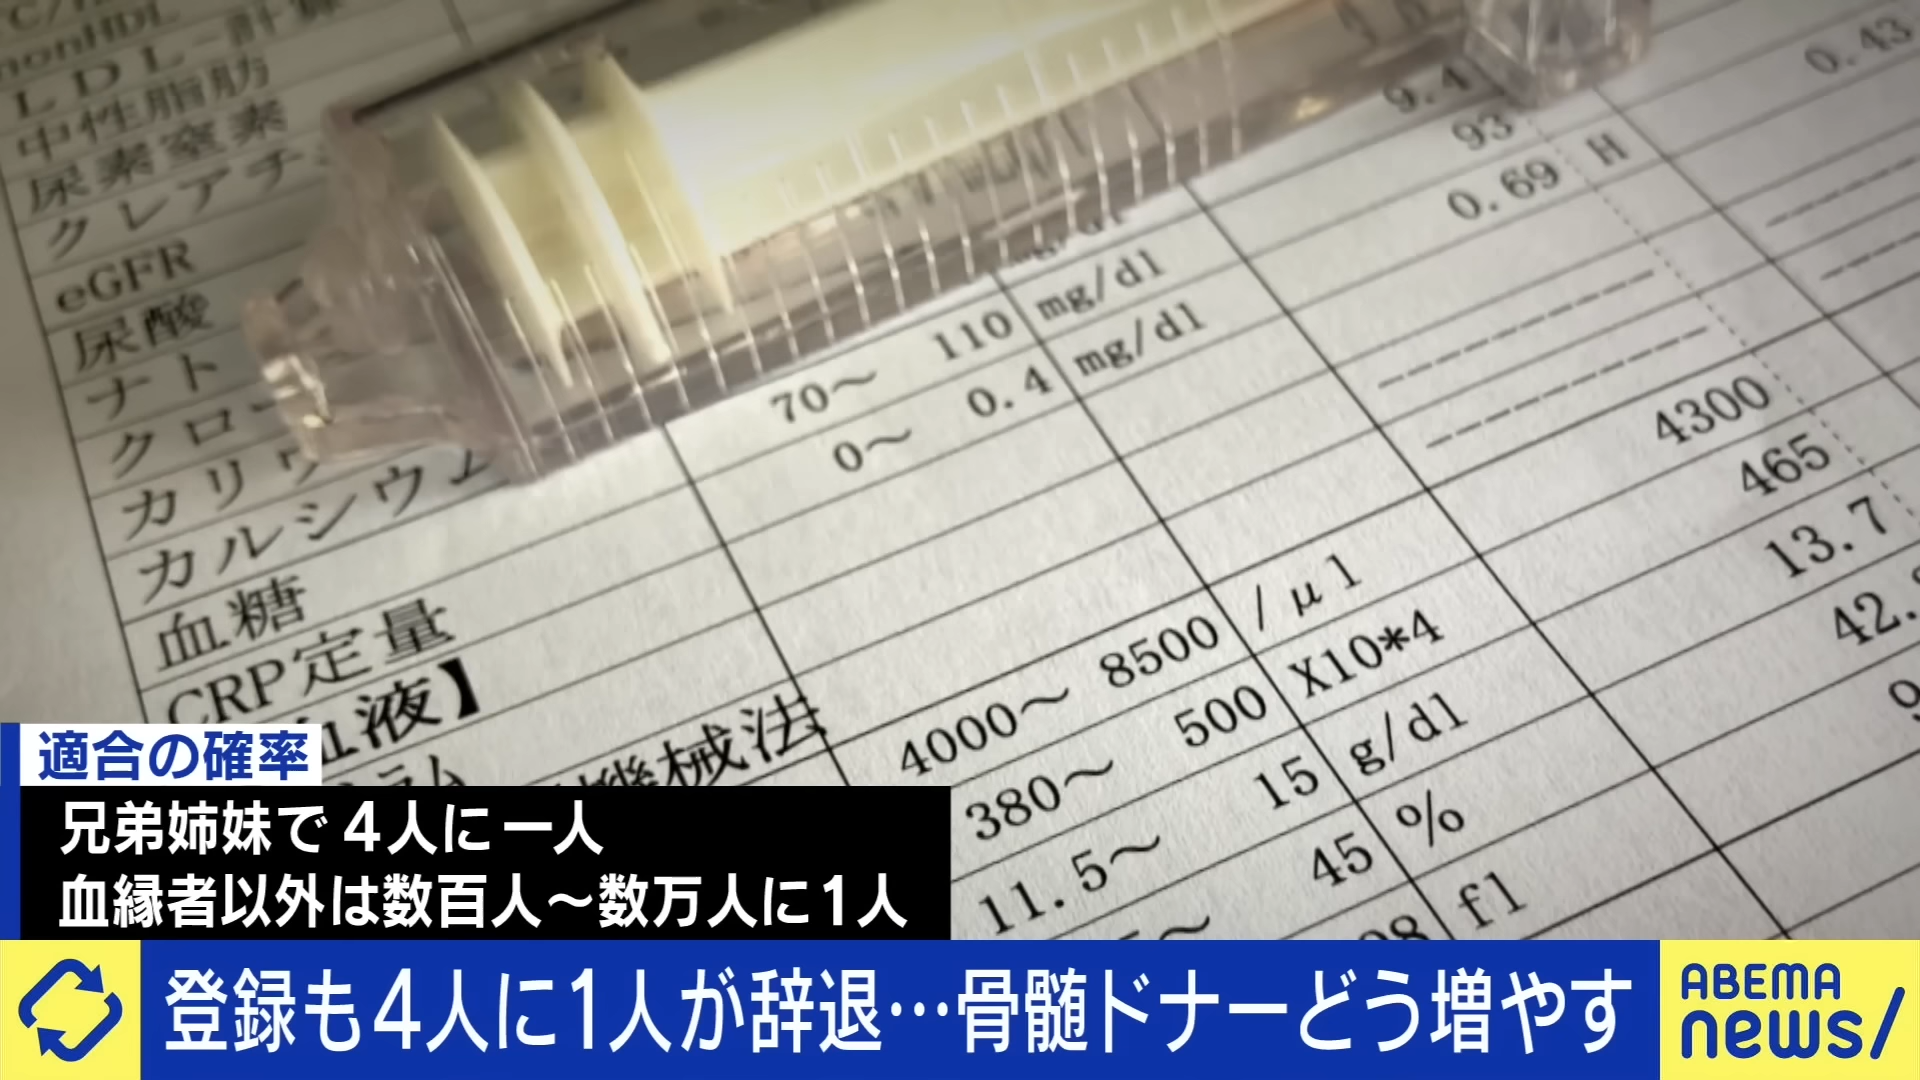 nonHDL
LDL-計算
中性脂肪
尿素窒素
クレアチ
eGFR
尿酸
ナト
クロー
カリウ
カルシウム
血糖
CRP定量
血液】
機械法
9.4
93
0.69 H
0.43
70～ 110 mg/dl
0～ 0.4 mg/dl
4000～ 8500 /μl 4300
380～ 500 X10*4 465
11.5～ 15 g/dl 13.7
45 % 42.
98 fl 9
適合の確率
兄弟姉妹で4人に一人
血縁者以外は数百人～数万人に1人
登録も4人に1人が辞退…骨髄ドナーどう増やす
ABEMA
news/